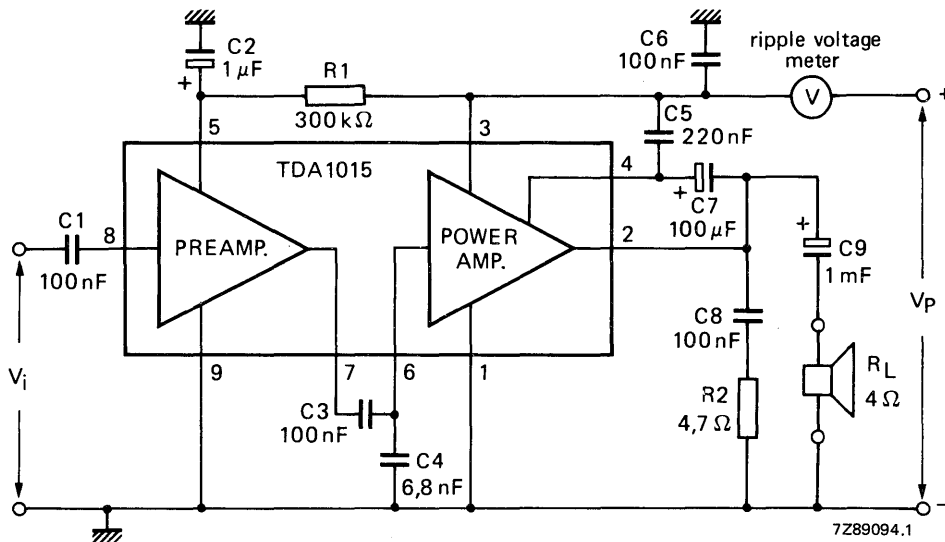 C2
1 μF
+
R1
300 kΩ
C6
100 nF
ripple voltage
meter
V
+
5
3
C5
220 nF
TDA1015
4
+
C7
100 μF
C1
100 nF
8
PREAMP.
POWER
AMP.
2
+
C9
1 mF
Vp
C8
100 nF
Vi
9
7
6
1
C3
100 nF
R2
4,7 Ω
RL
4 Ω
C4
6,8 nF
−
7Z89094.1